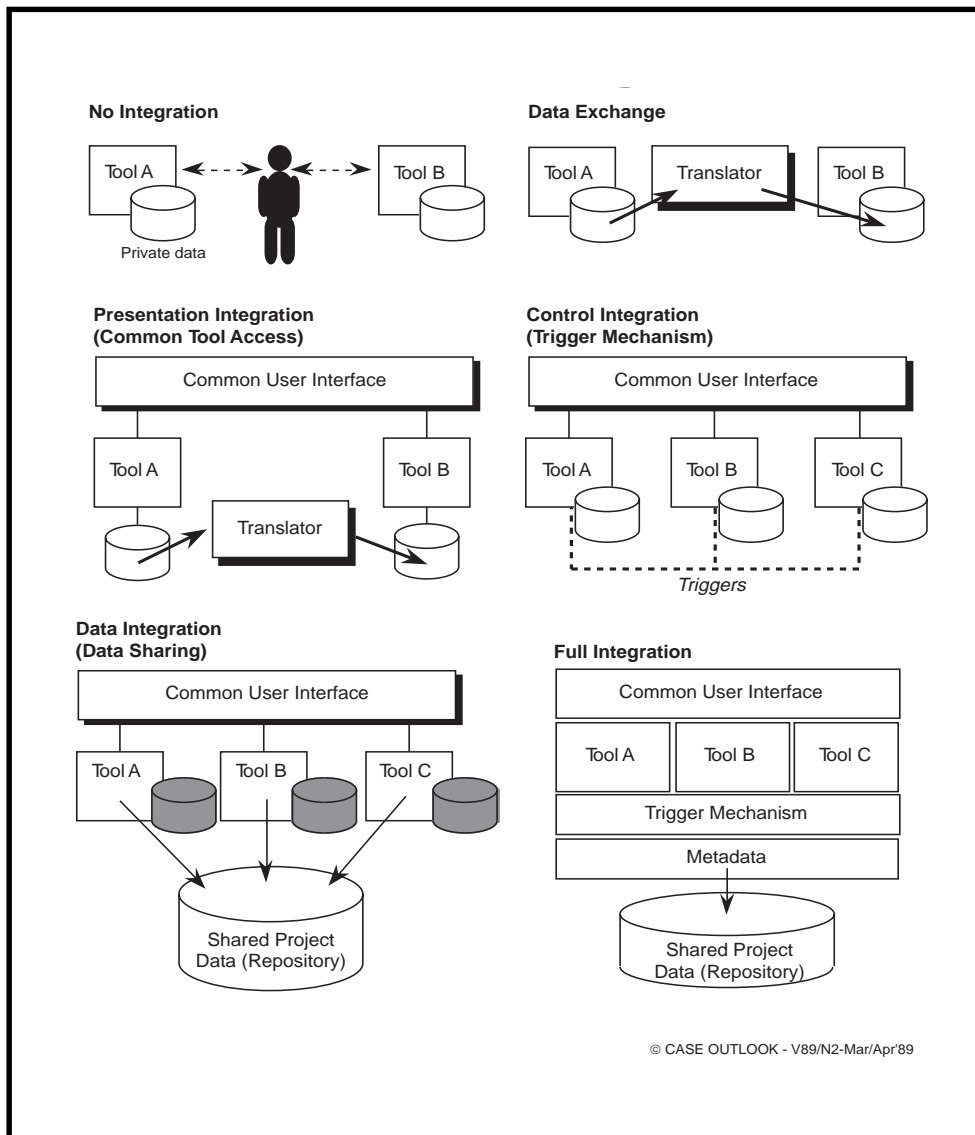 No Integration
Tool A
Tool B
Private data
Data Exchange
Tool A
Translator
Tool B
Presentation Integration
(Common Tool Access)
Common User Interface
Tool A
Tool B
Translator
Control Integration
(Trigger Mechanism)
Common User Interface
Tool A
Tool B
Tool C
Triggers
Data Integration
(Data Sharing)
Common User Interface
Tool A
Tool B
Tool C
Shared Project
Data (Repository)
Full Integration
Common User Interface
Tool A
Tool B
Tool C
Trigger Mechanism
Metadata
Shared Project
Data (Repository)
© CASE OUTLOOK - V89/N2-Mar/Apr'89